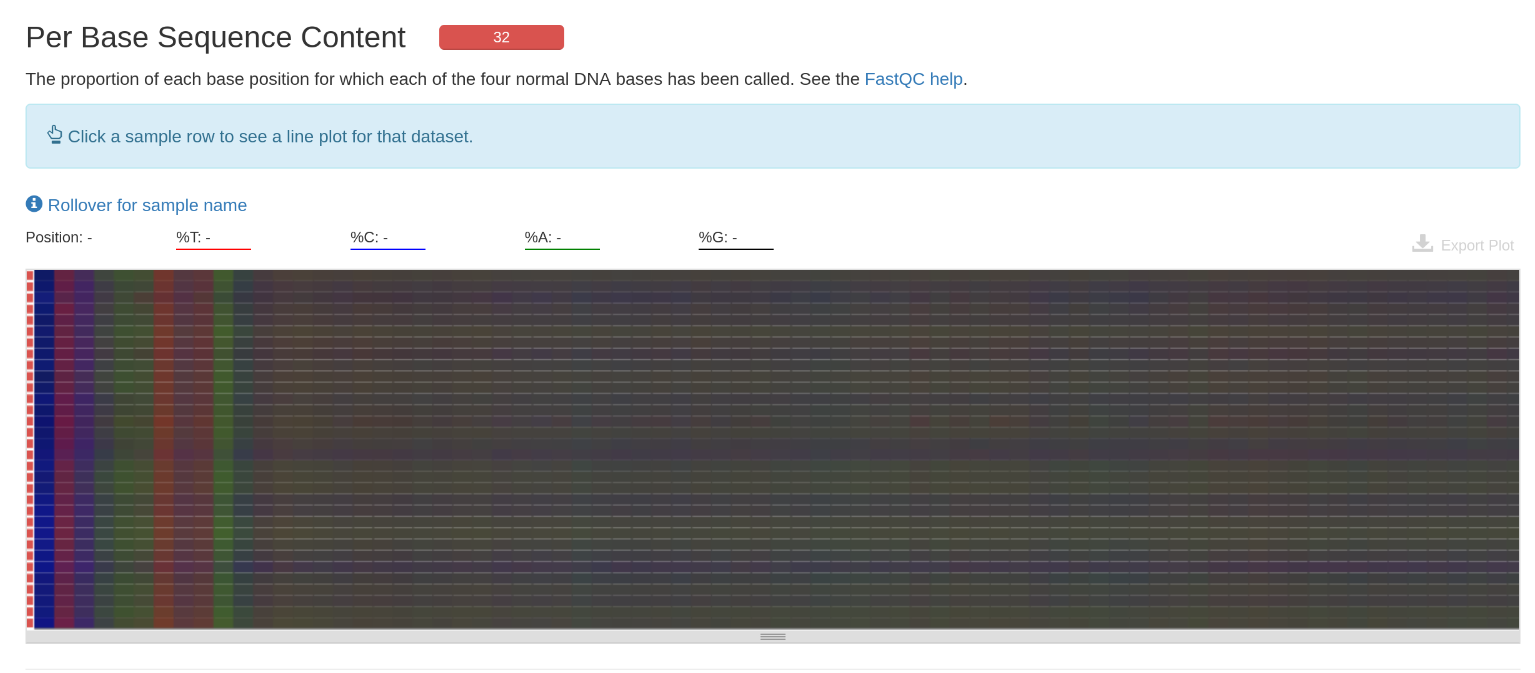 Per Base Sequence Content 32
The proportion of each base position for which each of the four normal DNA bases has been called. See the FastQC help.
Click a sample row to see a line plot for that dataset.
Rollover for sample name
Position: - %T: - %C: - %A: - %G: -
Export Plot